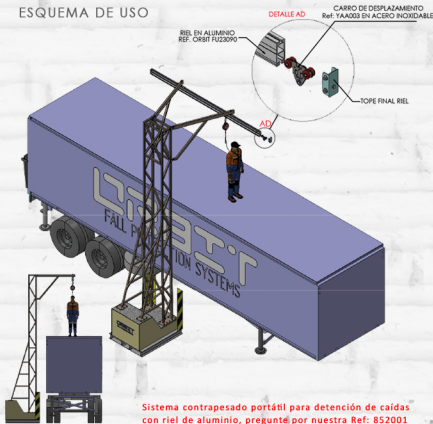 ESQUEMA DE USO
DETALLE AD
CARRO DE DESPLAZAMIENTO
Ref: YAA003 EN ACERO INOXIDABLE
RIEL EN ALUMINIO
REF. ORBIT FU23090
TOPE FINAL RIEL
AD
ORBIT
FALL PROTECTION SYSTEMS
ORBIT
Sistema contrapesado portátil para detención de caídas
con riel de aluminio, pregunte por nuestra Ref: 852001